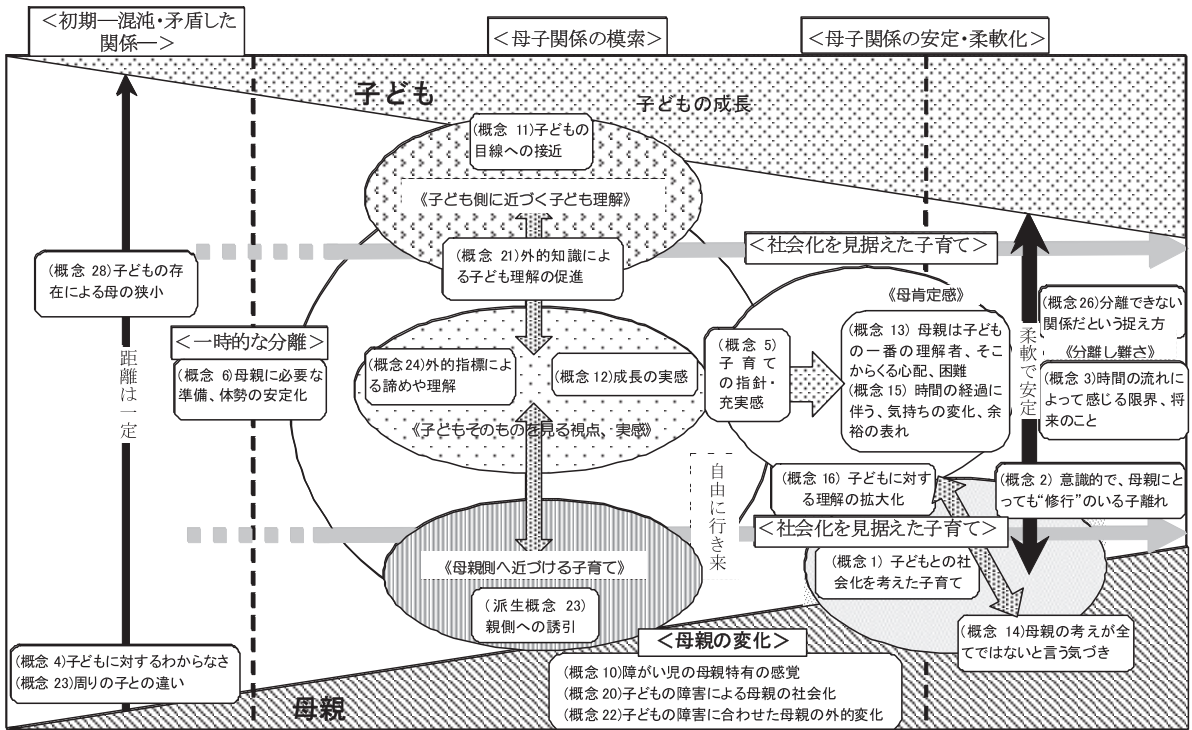 ＜初期―混沌・矛盾した
関係―＞
＜母子関係の模索＞
＜母子関係の安定・柔軟化＞
子ども
子どもの成長
(概念 11)子どもの
目線への接近
《子ども側に近づく子ども理解》
(概念 21)外的知識によ
る子ども理解の促進
＜社会化を見据えた子育て＞
(概念 28)子どもの存
在による母の狭小
距離は一定
＜一時的な分離＞
(概念 6)母親に必要な
準備、体勢の安定化
(概念24)外的指標によ
る諦めや理解
(概念12)成長の実感
《子どもそのものを見る視点、実感》
(概念 5)
子育て
の指針・
充実感
《母肯定感》
(概念 13) 母親は子ども
の一番の理解者、そこ
からくる心配、困難
(概念 15) 時間の経過に
伴う、気持ちの変化、余
裕の表れ
柔軟で安定
(概念26)分離できない
関係だという捉え方
《分離し難さ》
(概念 3)時間の流れに
よって感じる限界、将
来のこと
自由に行き来
(概念 16) 子どもに対す
る理解の拡大化
(概念 2) 意識的で、母親にと
っても“修行”のいる子離れ
＜社会化を見据えた子育て＞
(概念 1) 子どもとの社
会化を考えた子育て
《母親側へ近づける子育て》
(派生概念 23)
親側への誘引
(概念 14)母親の考えが全
てではないと言う気づき
(概念 4)子どもに対するわからなさ
(概念 23)周りの子との違い
母親
＜母親の変化＞
(概念 10)障がい児の母親特有の感覚
(概念 20)子どもの障害による母親の社会化
(概念 22)子どもの障害に合わせた母親の外的変化